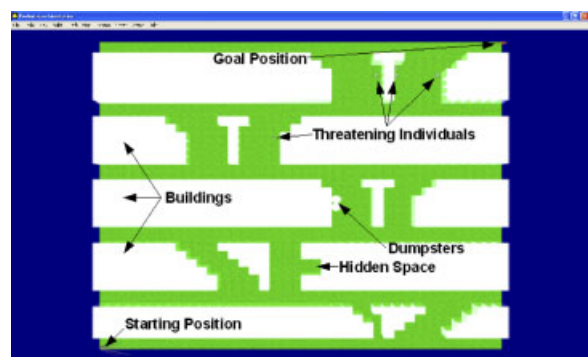 Goal Position
Threatening Individuals
Buildings
Dumpsters
Hidden Space
Starting Position